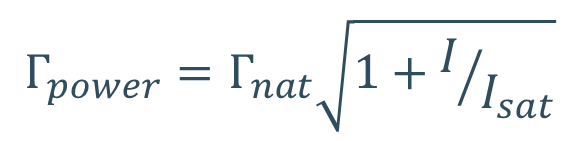 Γ_power = Γ_nat √(1 + I/I_sat)